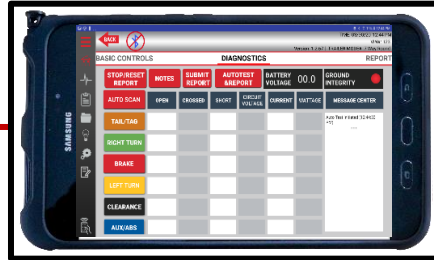 BACK
BASIC CONTROLS DIAGNOSTICS REPORT
STOP/RESET REPORT
NOTES
SUBMIT REPORT
AUTOTEST &REPORT
BATTERY VOLTAGE
00.0
GROUND INTEGRITY
AUTO SCAN
OPEN
CROSSED
SHORT
CIRCUIT VOLTAGE
CURRENT
WATTAGE
MESSAGE CENTER
TAIL/TAG
RIGHT TURN
BRAKE
LEFT TURN
CLEARANCE
AUX/ABS
SAMSUNG